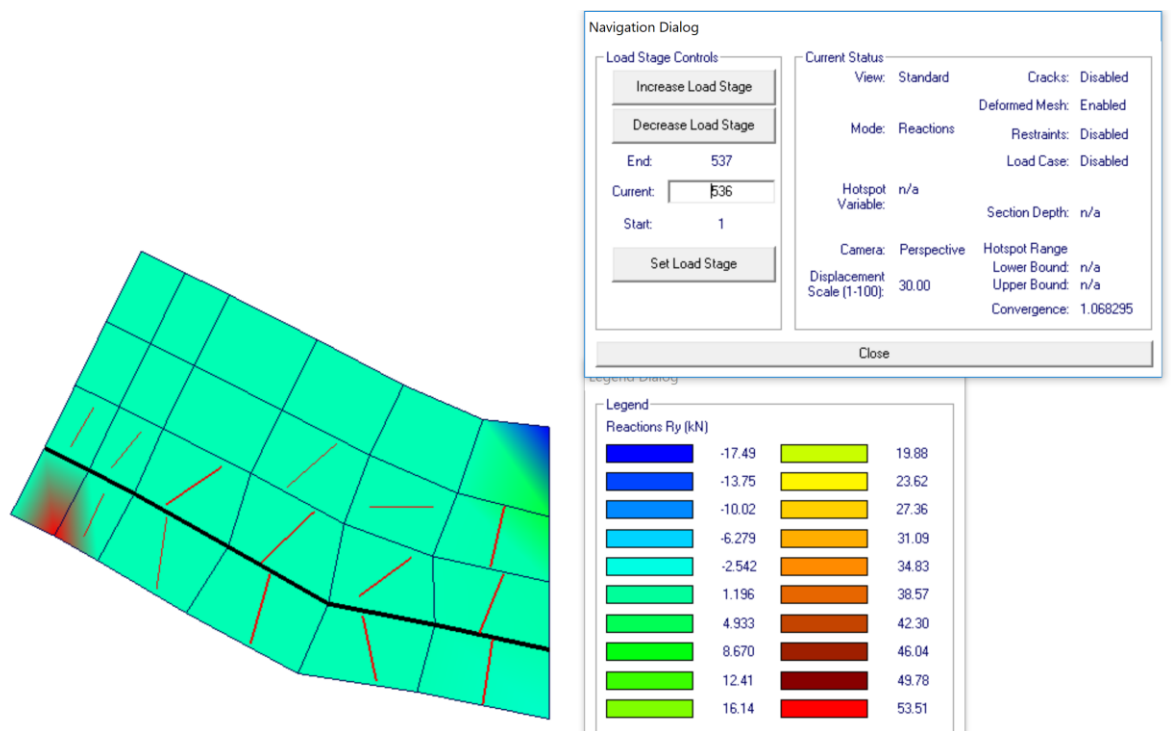 Navigation Dialog
Load Stage Controls
Increase Load Stage
Decrease Load Stage
End: 537
Current: 536
Start: 1
Set Load Stage
Current Status
View: Standard
Cracks: Disabled
Deformed Mesh: Enabled
Mode: Reactions
Restraints: Disabled
Load Case: Disabled
Hotspot Variable: n/a
Section Depth: n/a
Camera: Perspective
Hotspot Range
Lower Bound: n/a
Displacement Scale (1-100): 30.00
Upper Bound: n/a
Convergence: 1.068295
Close
Legend Dialog
Legend
Reactions Ry (kN)
-17.49 19.88
-13.75 23.62
-10.02 27.36
-6.279 31.09
-2.542 34.83
1.196 38.57
4.933 42.30
8.670 46.04
12.41 49.78
16.14 53.51